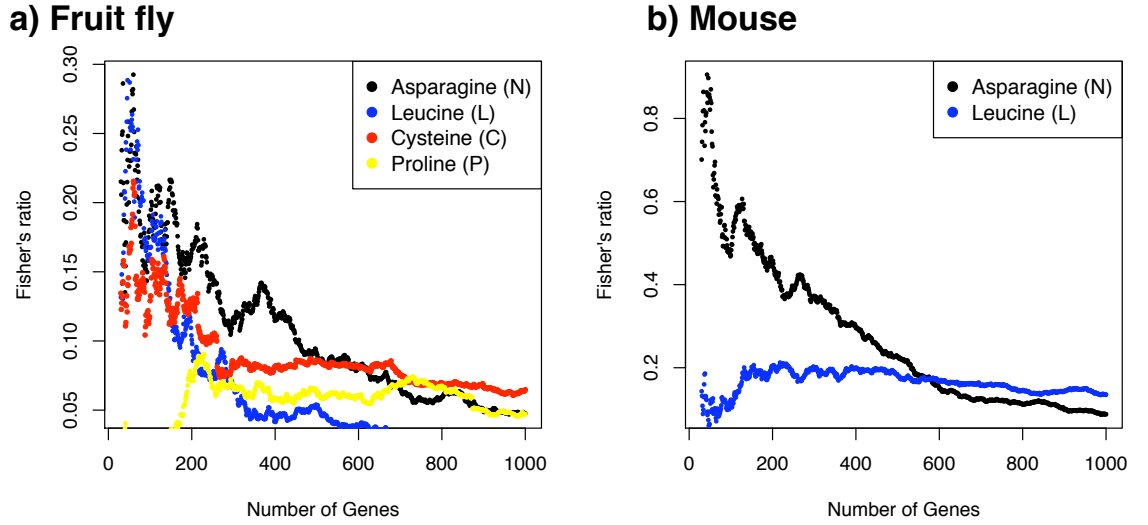 a) Fruit fly
Fisher's ratio
0.30
0.25
0.20
0.15
0.10
0.05
Asparagine (N)
Leucine (L)
Cysteine (C)
Proline (P)
0 200 400 600 800 1000
Number of Genes
b) Mouse
Fisher's ratio
0.8
0.6
0.4
0.2
Asparagine (N)
Leucine (L)
0 200 400 600 800 1000
Number of Genes